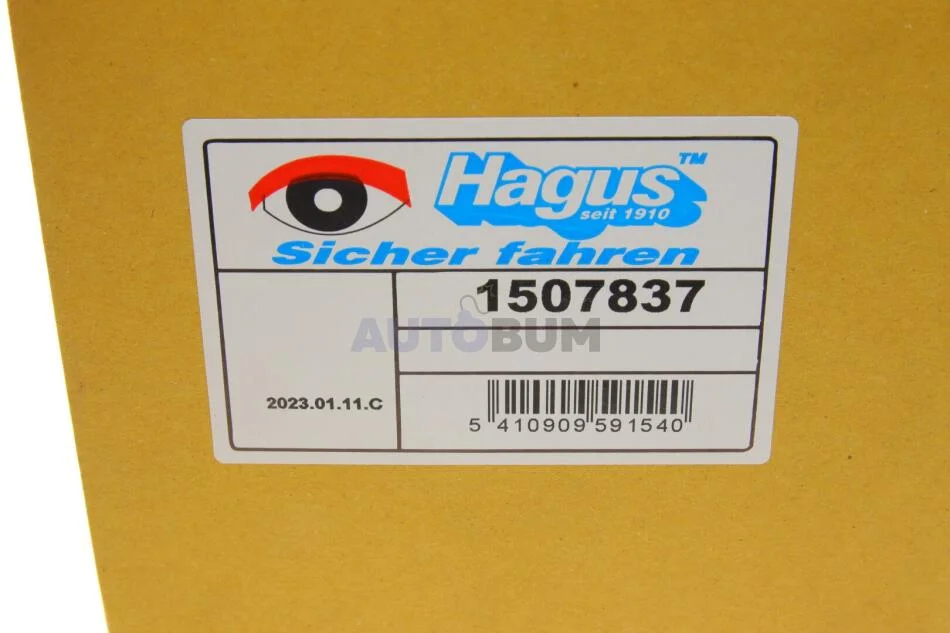 Hagus™
seit 1910
Sicher fahren
1507837
AUTOBUM
2023.01.11.C
5 410909 591540